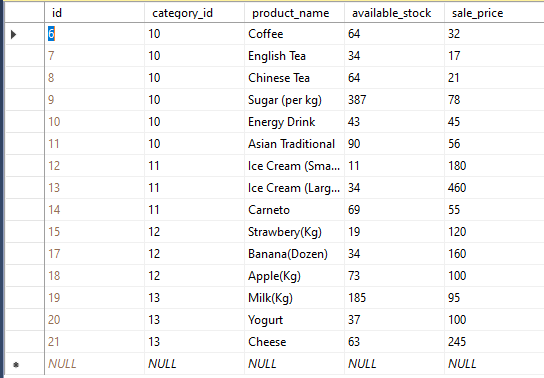 id category_id product_name available_stock sale_price
6 10 Coffee 64 32
7 10 English Tea 34 17
8 10 Chinese Tea 64 21
9 10 Sugar (per kg) 387 78
10 10 Energy Drink 43 45
11 10 Asian Traditional 90 56
12 11 Ice Cream (Sma... 11 180
13 11 Ice Cream (Larg... 34 460
14 11 Carneto 69 55
15 12 Strawbery(Kg) 19 120
17 12 Banana(Dozen) 34 160
18 12 Apple(Kg) 73 100
19 13 Milk(Kg) 185 95
20 13 Yogurt 37 100
21 13 Cheese 63 245
NULL NULL NULL NULL NULL